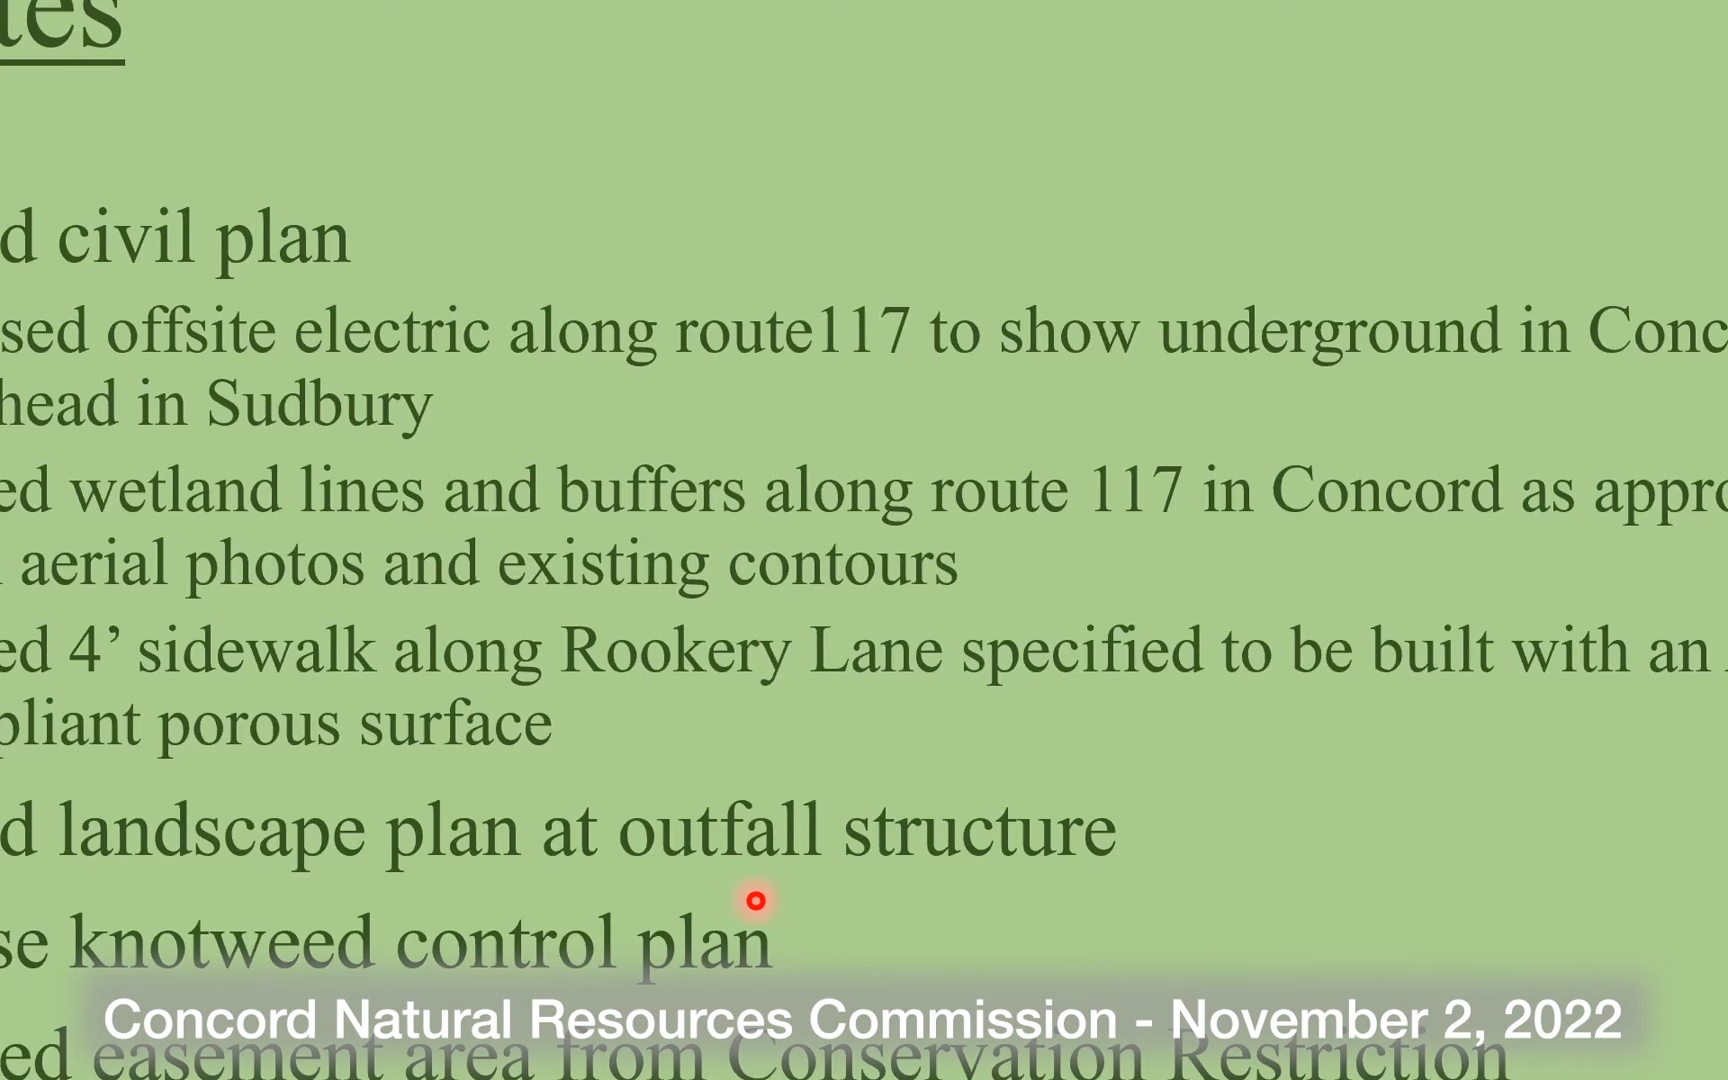 tes
d civil plan
sed offsite electric along route117 to show underground in Conc
head in Sudbury
ed wetland lines and buffers along route 117 in Concord as appro
aerial photos and existing contours
ed 4’ sidewalk along Rookery Lane specified to be built with an
pliant porous surface
d landscape plan at outfall structure
se knotweed control plan
Concord Natural Resources Commission - November 2, 2022
ed easement area from Conservation Restriction